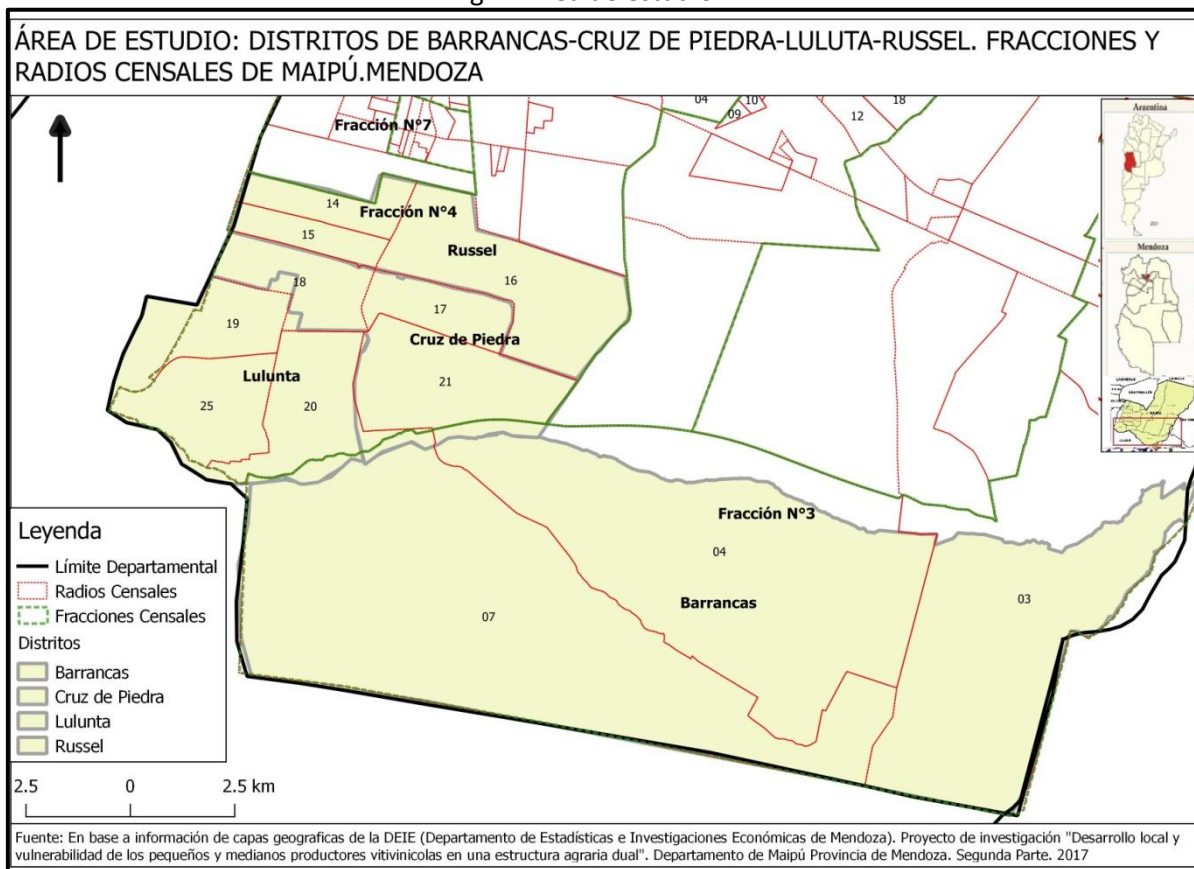 ÁREA DE ESTUDIO: DISTRITOS DE BARRANCAS-CRUZ DE PIEDRA-LULUTA-RUSSEL. FRACCIONES Y
RADIOS CENSALES DE MAIPÚ.MENDOZA
Fracción N°7
04
10
09
12
18
Argentina
14
Fracción N°4
15
Russel
16
18
17
19
Cruz de Piedra
Lulunta
21
25
20
Mendoza
Fracción N°3
04
Barrancas
07
03
Leyenda
Límite Departamental
Radios Censales
Fracciones Censales
Distritos
Barrancas
Cruz de Piedra
Lulunta
Russel
2.5 0 2.5 km
Fuente: En base a información de capas geograficas de la DEIE (Departamento de Estadísticas e Investigaciones Económicas de Mendoza). Proyecto de investigación "Desarrollo local y
vulnerabilidad de los pequeños y medianos productores vitivinicolas en una estructura agraria dual". Departamento de Maipú Provincia de Mendoza. Segunda Parte. 2017